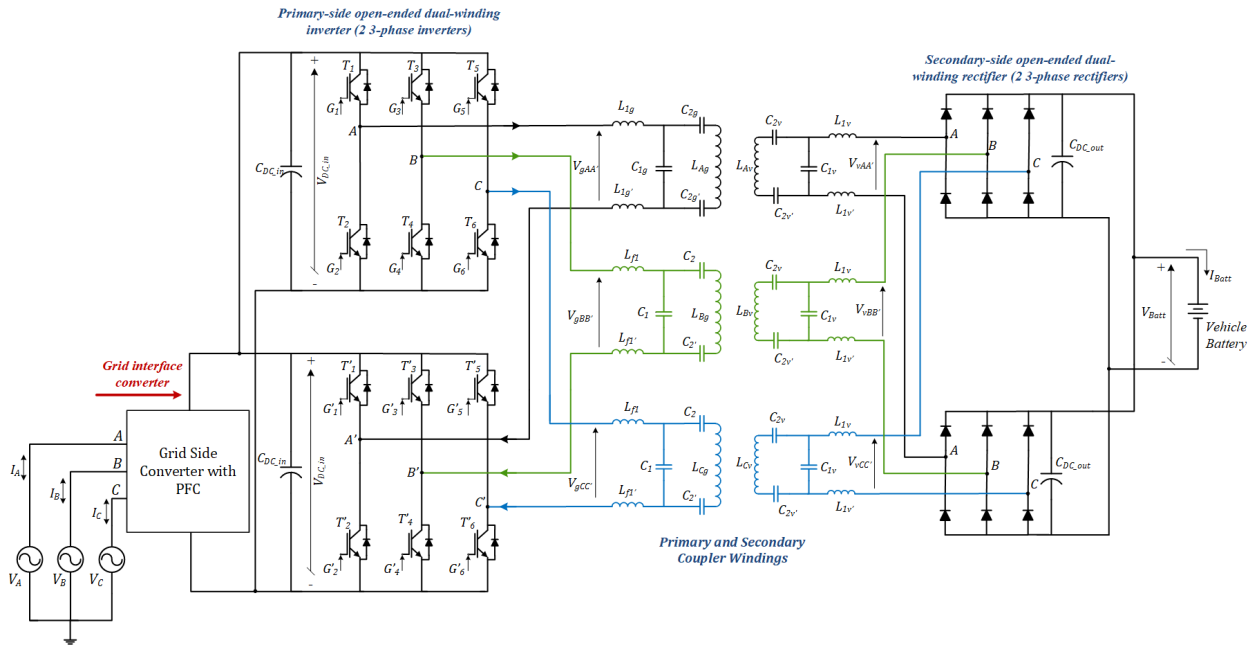 Primary-side open-ended dual-winding
inverter (2 3-phase inverters)
Secondary-side open-ended dual-
winding rectifier (2 3-phase rectifiers)
+
T1
T3
T5
G1
G3
G5
A
B
C
CDC_in
VDC_in
T2
T4
T6
G2
G4
G6
-
L1g
C2g
VgAA'
C1g
LAg
L1g'
C2g'
C2v
L1v
LAv
C1v
VvAA'
C2v'
L1v'
A
B
C
CDC_out
Lf1
C2
VgBB'
C1
LBg
Lf1'
C2'
C2v
L1v
LBv
C1v
VvBB'
C2v'
L1v'
+
IBatt
VBatt
-
Vehicle
Battery
Grid interface
converter
+
T'1
T'3
T'5
G'1
G'3
G'5
A'
B'
C'
CDC_in
VDC_in
T'2
T'4
T'6
G'2
G'4
G'6
-
Lf1
C2
VgCC'
C1
LCg
Lf1'
C2'
C2v
L1v
LCv
C1v
VvCC'
C2v'
L1v'
A
B
C
CDC_out
A
B
C
Grid Side
Converter with
PFC
IA
IB
IC
VA
VB
VC
Primary and Secondary
Coupler Windings